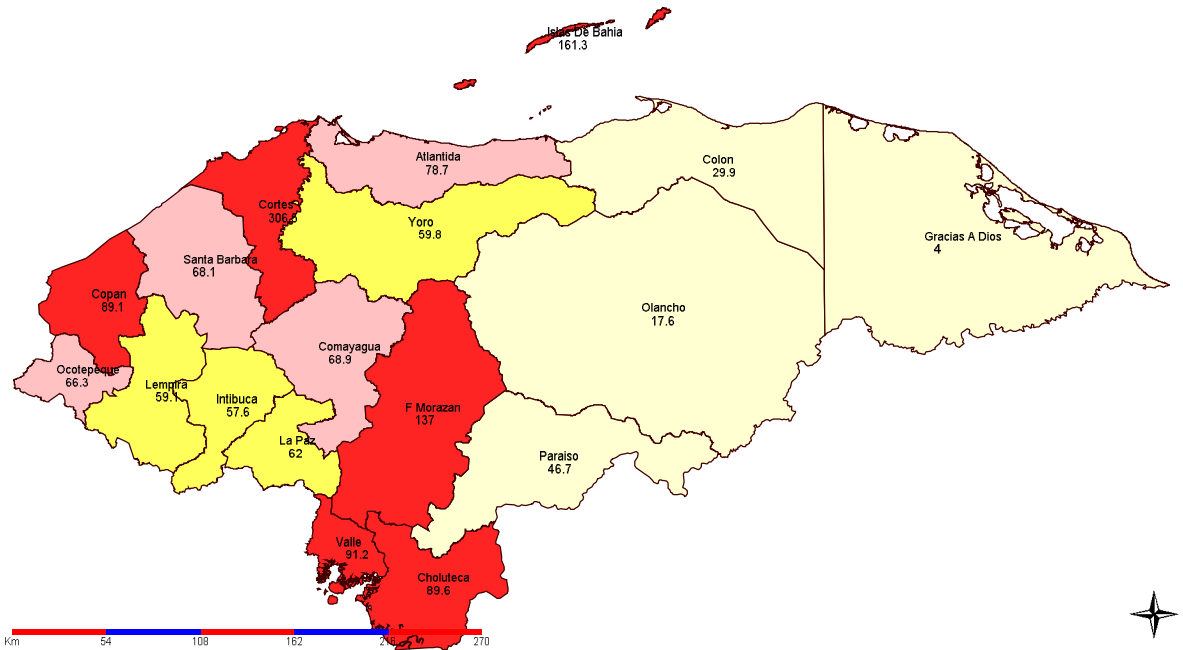 Islas De Bahia
161.3
Atlantida
78.7
Colon
29.9
Cortes
306.5
Yoro
59.8
Gracias A Dios
4
Santa Barbara
68.1
Copan
89.1
Olancho
17.6
Comayagua
68.9
Ocotepeque
66.3
Lempira
59.1
Intibuca
57.6
F Morazan
137
La Paz
62
Paraiso
46.7
Valle
91.2
Choluteca
89.6
Km 54 108 162 216 270